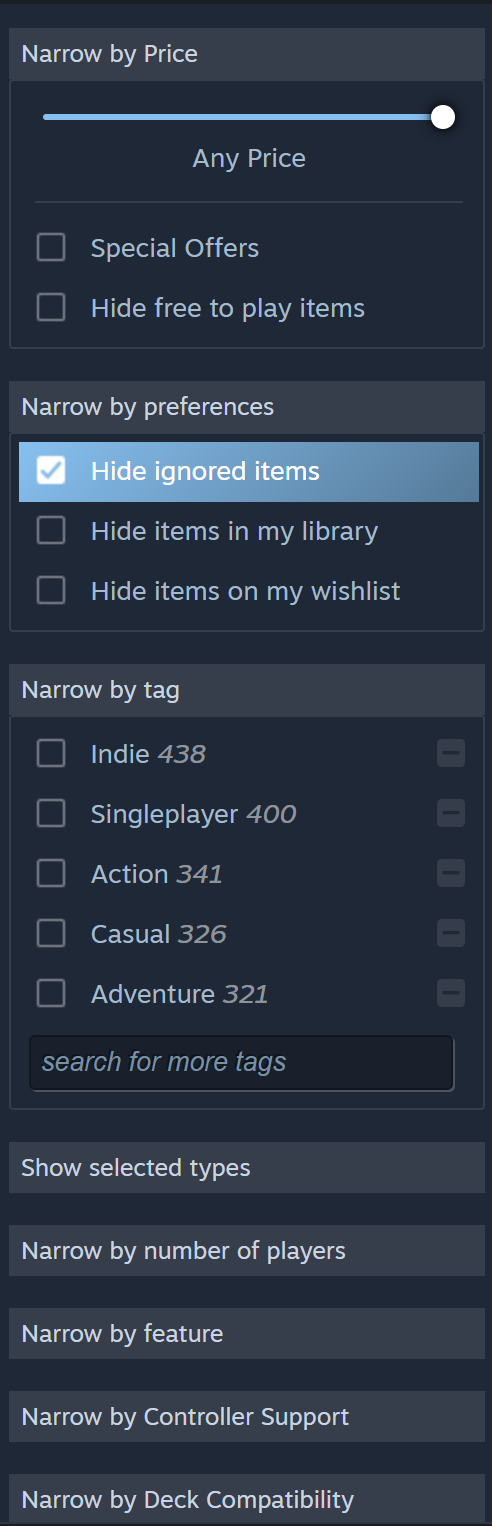 Narrow by Price
Any Price
Special Offers
Hide free to play items
Narrow by preferences
Hide ignored items
Hide items in my library
Hide items on my wishlist
Narrow by tag
Indie 438
Singleplayer 400
Action 341
Casual 326
Adventure 321
search for more tags
Show selected types
Narrow by number of players
Narrow by feature
Narrow by Controller Support
Narrow by Deck Compatibility